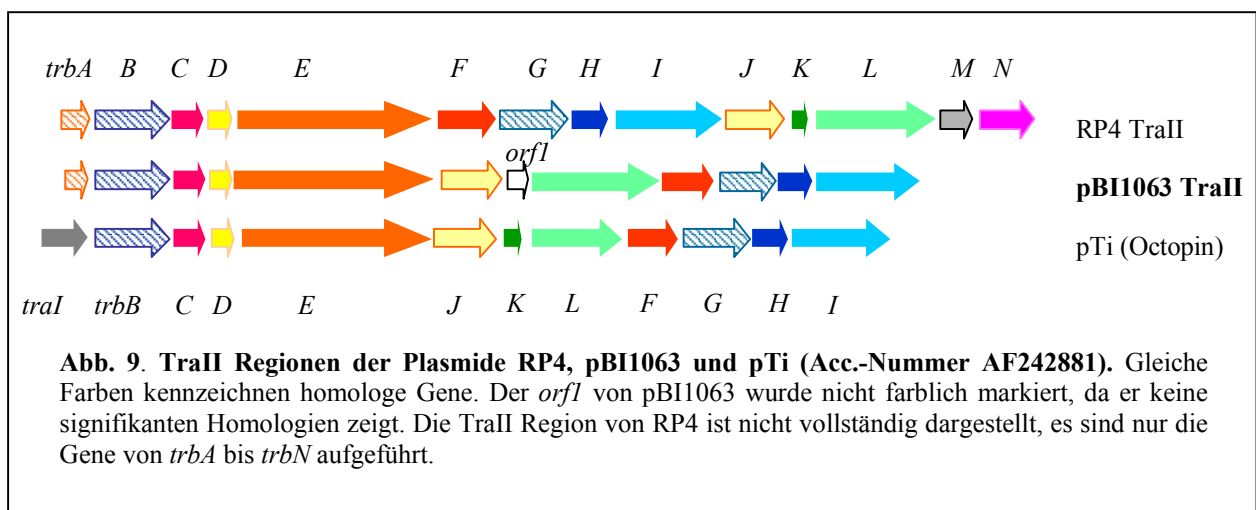 trbA B C D E F G H I J K L M N
RP4 TraII
orf1
pBI1063 TraII
pTi (Octopin)
traI trbB C D E J K L F G H I
Abb. 9. TraII Regionen der Plasmide RP4, pBI1063 und pTi (Acc.-Nummer AF242881). Gleiche
Farben kennzeichnen homologe Gene. Der orf1 von pBI1063 wurde nicht farblich markiert, da er keine
signifikanten Homologien zeigt. Die TraII Region von RP4 ist nicht vollständig dargestellt, es sind nur die
Gene von trbA bis trbN aufgeführt.